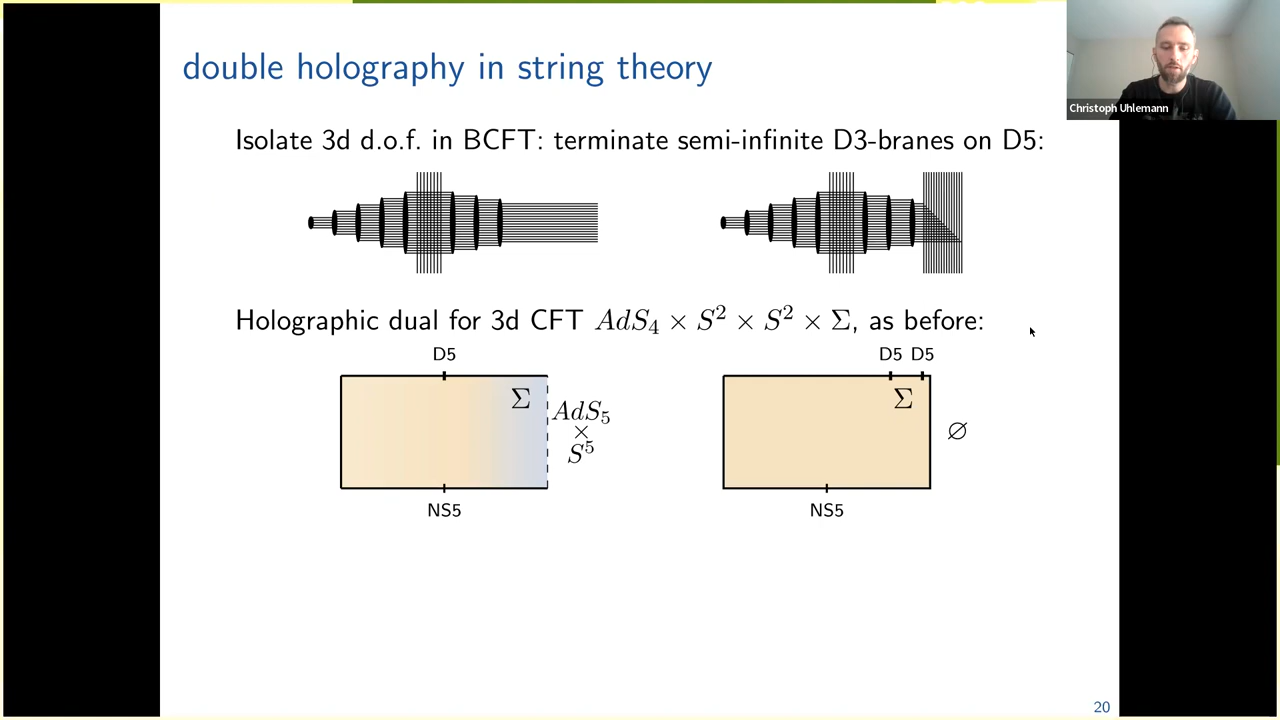 double holography in string theory
Christoph Uhlemann
Isolate 3d d.o.f. in BCFT: terminate semi-infinite D3-branes on D5:
Holographic dual for 3d CFT AdS₄ × S² × S² × Σ, as before:
D5
Σ
AdS₅
×
S⁵
NS5
D5 D5
Σ
∅
NS5
20